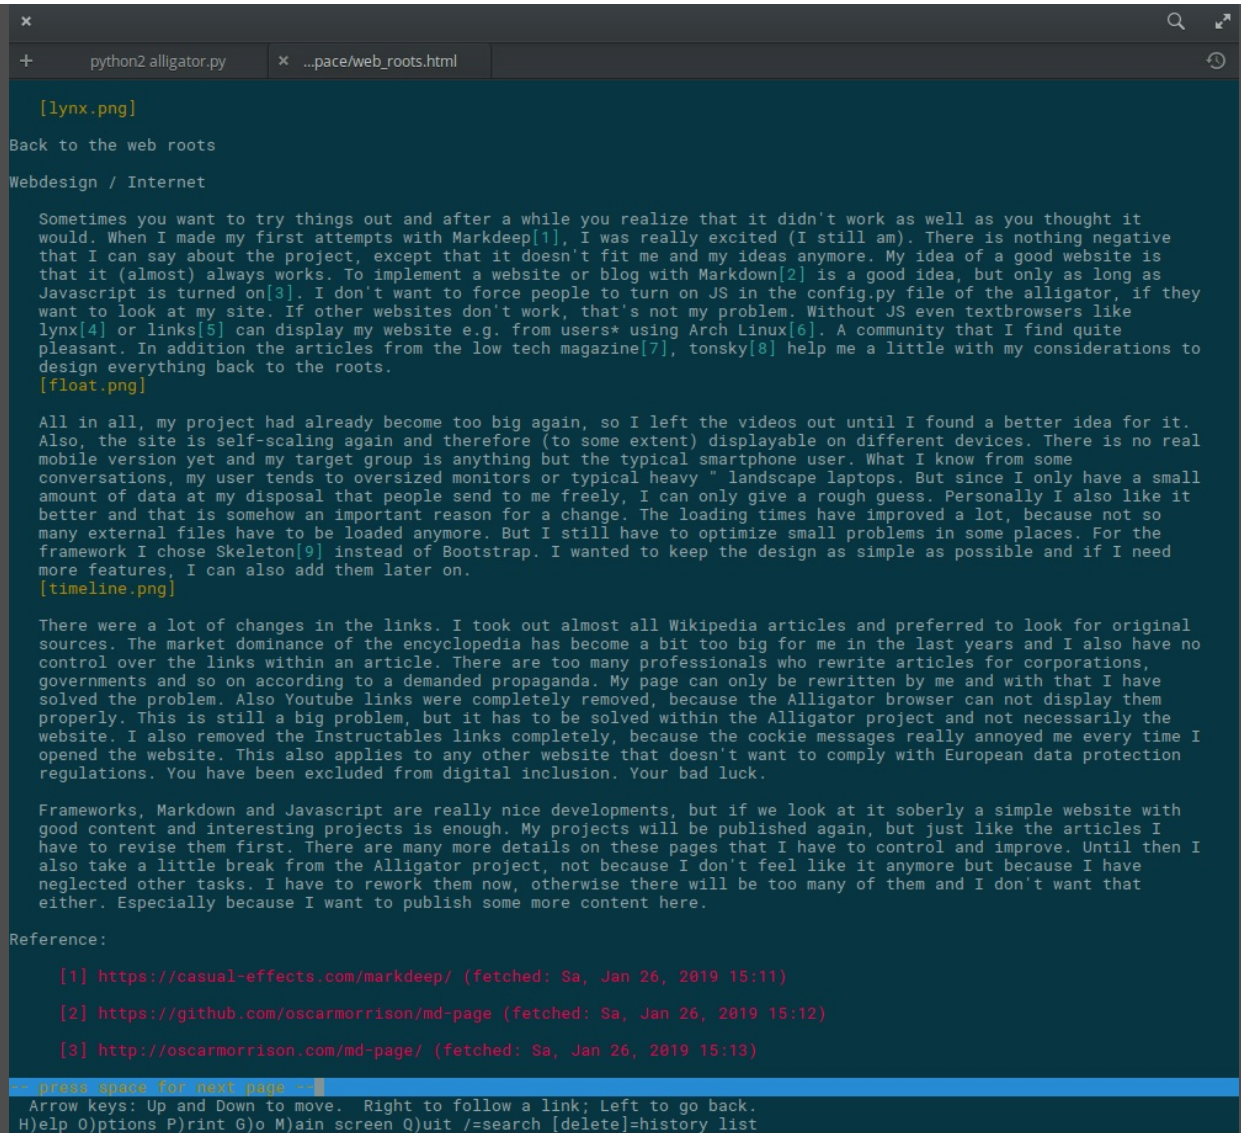 python2 alligator.py
...pace/web_roots.html
[lynx.png]
Back to the web roots
Webdesign / Internet
Sometimes you want to try things out and after a while you realize that it didn't work as well as you thought it
would. When I made my first attempts with Markdeep[1], I was really excited (I still am). There is nothing negative
that I can say about the project, except that it doesn't fit me and my ideas anymore. My idea of a good website is
that it (almost) always works. To implement a website or blog with Markdown[2] is a good idea, but only as long as
Javascript is turned on[3]. I don't want to force people to turn on JS in the config.py file of the alligator, if they
want to look at my site. If other websites don't work, that's not my problem. Without JS even textbrowsers like
lynx[4] or links[5] can display my website e.g. from users* using Arch Linux[6]. A community that I find quite
pleasant. In addition the articles from the low tech magazine[7], tonsky[8] help me a little with my considerations to
design everything back to the roots.
[float.png]
All in all, my project had already become too big again, so I left the videos out until I found a better idea for it.
Also, the site is self-scaling again and therefore (to some extent) displayable on different devices. There is no real
mobile version yet and my target group is anything but the typical smartphone user. What I know from some
conversations, my user tends to oversized monitors or typical heavy " landscape laptops. But since I only have a small
amount of data at my disposal that people send to me freely, I can only give a rough guess. Personally I also like it
better and that is somehow an important reason for a change. The loading times have improved a lot, because not so
many external files have to be loaded anymore. But I still have to optimize small problems in some places. For the
framework I chose Skeleton[9] instead of Bootstrap. I wanted to keep the design as simple as possible and if I need
more features, I can also add them later on.
[timeline.png]
There were a lot of changes in the links. I took out almost all Wikipedia articles and preferred to look for original
sources. The market dominance of the encyclopedia has become a bit too big for me in the last years and I also have no
control over the links within an article. There are too many professionals who rewrite articles for corporations,
governments and so on according to a demanded propaganda. My page can only be rewritten by me and with that I have
solved the problem. Also Youtube links were completely removed, because the Alligator browser can not display them
properly. This is still a big problem, but it has to be solved within the Alligator project and not necessarily the
website. I also removed the Instructables links completely, because the cockie messages really annoyed me every time I
opened the website. This also applies to any other website that doesn't want to comply with European data protection
regulations. You have been excluded from digital inclusion. Your bad luck.
Frameworks, Markdown and Javascript are really nice developments, but if we look at it soberly a simple website with
good content and interesting projects is enough. My projects will be published again, but just like the articles I
have to revise them first. There are many more details on these pages that I have to control and improve. Until then I
also take a little break from the Alligator project, not because I don't feel like it anymore but because I have
neglected other tasks. I have to rework them now, otherwise there will be too many of them and I don't want that
either. Especially because I want to publish some more content here.
Reference:
[1] https://casual-effects.com/markdeep/ (fetched: Sa, Jan 26, 2019 15:11)
[2] https://github.com/oscarmorrison/md-page (fetched: Sa, Jan 26, 2019 15:12)
[3] http://oscarmorrison.com/md-page/ (fetched: Sa, Jan 26, 2019 15:13)
-- press space for next page --
Arrow keys: Up and Down to move. Right to follow a link; Left to go back.
H)elp O)ptions P)rint G)o M)ain screen Q)uit /=search [delete]=history list